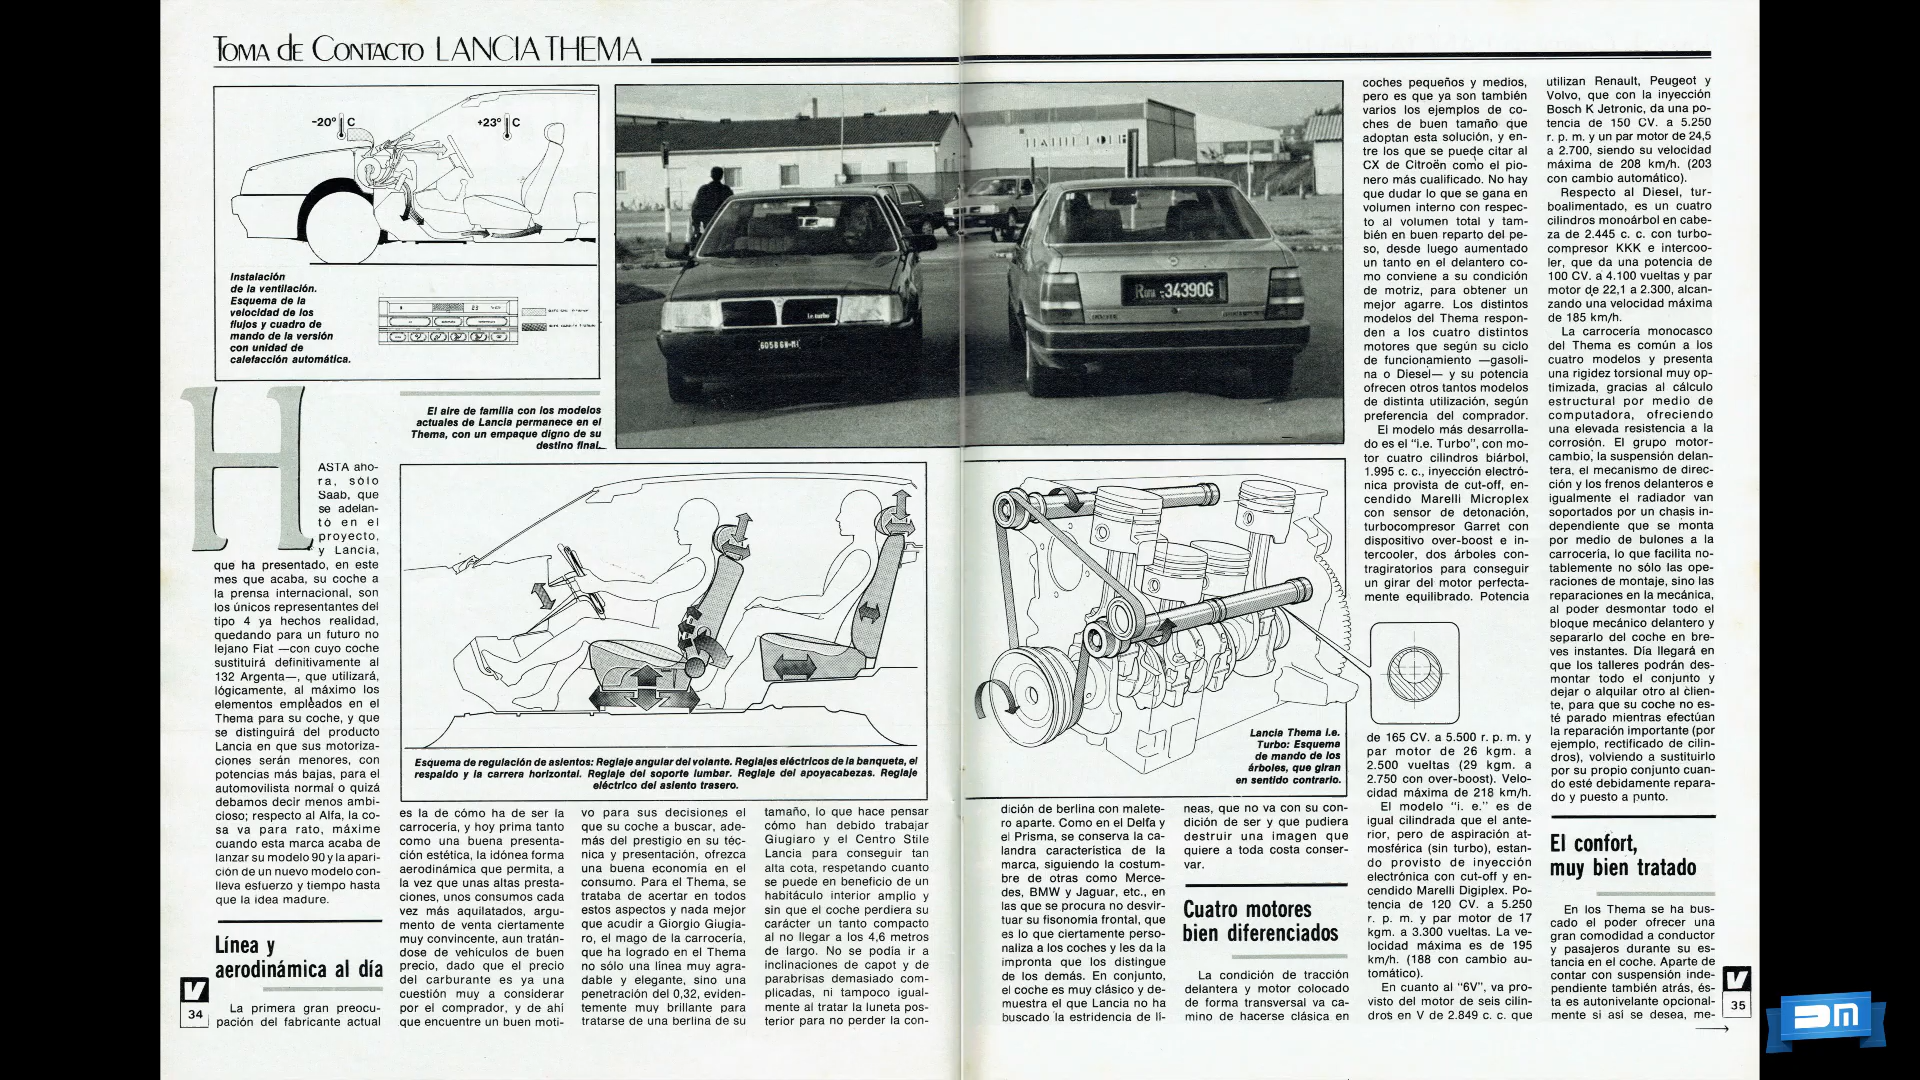 TOMA de CONTACTO LANCIA THEMA
-20° C
+23° C
Instalación
de la ventilación.
Esquema de la
velocidad de los
flujos y cuadro de
mando de la versión
con unidad de
calefacción automática.
El aire de familia con los modelos
actuales de Lancia permanece en el
Thema, con un empaque digno de su
destino final.
i.e. turbo
Roma -34390G
HASTA aho-
ra, sólo
Saab, que
se adelan-
tó en el
proyecto,
y Lancia,
que ha presentado, en este
mes que acaba, su coche a
la prensa internacional, son
los únicos representantes del
tipo 4 ya hechos realidad,
quedando para un futuro no
lejano Fiat —con cuyo coche
sustituirá definitivamente al
132 Argenta—, que utilizará,
lógicamente, al máximo los
elementos empleados en el
Thema para su coche, y que
se distinguirá del producto
Lancia en que sus motoriza-
ciones serán menores, con
potencias más bajas, para el
automovilista normal o quizá
debamos decir menos ambi-
cioso; respecto al Alfa, la co-
sa va para rato, máxime
cuando esta marca acaba de
lanzar su modelo 90 y la apari-
ción de un nuevo modelo con-
lleva esfuerzo y tiempo hasta
que la idea madure.
Línea y
aerodinámica al día
La primera gran preocu-
pación del fabricante actual
Esquema de regulación de asientos: Reglaje angular del volante. Reglajes eléctricos de la banqueta, el
respaldo y la carrera horizontal. Reglaje del soporte lumbar. Reglaje del apoyacabezas. Reglaje
eléctrico del asiento trasero.
es la de cómo ha de ser la
carrocería, y hoy prima tanto
como una buena presenta-
ción estética, la idónea forma
aerodinámica que permita, a
la vez que unas altas presta-
ciones, unos consumos cada
vez más aquilatados, argu-
mento de venta ciertamente
muy convincente, aun tratán-
dose de vehículos de buen
precio, dado que el precio
del carburante es ya una
cuestión muy a considerar
por el comprador, y de ahí
que encuentre un buen moti-
vo para sus decisiones el
que su coche a buscar, ade-
más del prestigio en su téc-
nica y presentación, ofrezca
una buena economía en el
consumo. Para el Thema, se
trataba de acertar en todos
estos aspectos y nada mejor
que acudir a Giorgio Giugia-
ro, el mago de la carrocería,
que ha logrado en el Thema
no sólo una línea muy agra-
dable y elegante, sino una
penetración del 0,32, eviden-
temente muy brillante para
tratarse de una berlina de su
tamaño, lo que hace pensar
cómo han debido trabajar
Giugiaro y el Centro Stile
Lancia para conseguir tan
alta cota, respetando cuanto
se puede en beneficio de un
habitáculo interior amplio y
sin que el coche perdiera su
carácter un tanto compacto
al no llegar a los 4,6 metros
de largo. No se podía ir a
inclinaciones de capot y de
parabrisas demasiado com-
plicadas, ni tampoco igual-
mente al tratar la luneta pos-
terior para no perder la con-
V
34
Lancia Thema i.e.
Turbo: Esquema
de mando de los
árboles, que giran
en sentido contrario.
dición de berlina con malete-
ro aparte. Como en el Delta y
el Prisma, se conserva la ca-
landra característica de la
marca, siguiendo la costum-
bre de otras como Merce-
des, BMW y Jaguar, etc., en
las que se procura no desvir-
tuar su fisonomía frontal, que
es lo que ciertamente perso-
naliza a los coches y les da la
impronta que los distingue
de los demás. En conjunto,
el coche es muy clásico y de-
muestra el que Lancia no ha
buscado la estridencia de lí-
neas, que no va con su con-
dición de ser y que pudiera
destruir una imagen que
quiere a toda costa conser-
var.
Cuatro motores
bien diferenciados
La condición de tracción
delantera y motor colocado
de forma transversal va ca-
mino de hacerse clásica en
coches pequeños y medios,
pero es que ya son también
varios los ejemplos de co-
ches de buen tamaño que
adoptan esta solución, y en-
tre los que se puede citar al
CX de Citroën como el pio-
nero más cualificado. No hay
que dudar lo que se gana en
volumen interno con respec-
to al volumen total y tam-
bién en buen reparto del pe-
so, desde luego aumentado
un tanto en el delantero co-
mo conviene a su condición
de motriz, para obtener un
mejor agarre. Los distintos
modelos del Thema respon-
den a los cuatro distintos
motores que según su ciclo
de funcionamiento —gasoli-
na o Diesel— y su potencia
ofrecen otros tantos modelos
de distinta utilización, según
preferencia del comprador.
El modelo más desarrolla-
do es el "i.e. Turbo", con mo-
tor cuatro cilindros biárbol,
1.995 c. c., inyección electró-
nica provista de cut-off, en-
cendido Marelli Microplex
con sensor de detonación,
turbocompresor Garret con
dispositivo over-boost e in-
tercooler, dos árboles con-
tragiratorios para conseguir
un girar del motor perfecta-
mente equilibrado. Potencia
de 165 CV. a 5.500 r. p. m. y
par motor de 26 kgm. a
2.500 vueltas (29 kgm. a
2.750 con over-boost). Velo-
cidad máxima de 218 km/h.
El modelo "i. e." es de
igual cilindrada que el ante-
rior, pero de aspiración at-
mosférica (sin turbo), estan-
do provisto de inyección
electrónica con cut-off y en-
cendido Marelli Digiplex. Po-
tencia de 120 CV. a 5.250
r. p. m. y par motor de 17
kgm. a 3.300 vueltas. La ve-
locidad máxima es de 195
km/h. (188 con cambio au-
tomático).
En cuanto al "6V", va pro-
visto del motor de seis cilin-
dros en V de 2.849 c. c. que
utilizan Renault, Peugeot y
Volvo, que con la inyección
Bosch K Jetronic, da una po-
tencia de 150 CV. a 5.250
r. p. m. y un par motor de 24,5
a 2.700, siendo su velocidad
máxima de 208 km/h. (203
con cambio automático).
Respecto al Diesel, tur-
boalimentado, es un cuatro
cilindros monoárbol en cabe-
za de 2.445 c. c. con turbo-
compresor KKK e intercoo-
ler, que da una potencia de
100 CV. a 4.100 vueltas y par
motor de 22,1 a 2.300, alcan-
zando una velocidad máxima
de 185 km/h.
La carrocería monocasco
del Thema es común a los
cuatro modelos y presenta
una rigidez torsional muy op-
timizada, gracias al cálculo
estructural por medio de
computadora, ofreciendo
una elevada resistencia a la
corrosión. El grupo motor-
cambio, la suspensión delan-
tera, el mecanismo de direc-
ción y los frenos delanteros e
igualmente el radiador van
soportados por un chasis in-
dependiente que se monta
por medio de bulones a la
carrocería, lo que facilita no-
tablemente no sólo las ope-
raciones de montaje, sino las
reparaciones en la mecánica,
al poder desmontar todo el
bloque mecánico delantero y
separarlo del coche en bre-
ves instantes. Día llegará en
que los talleres podrán des-
montar todo el conjunto y
dejar o alquilar otro al clien-
te, para que su coche no es-
té parado mientras efectúan
la reparación importante (por
ejemplo, rectificado de cilin-
dros), volviendo a sustituirlo
por su propio conjunto cuan-
do esté debidamente repara-
do y puesto a punto.
El confort,
muy bien tratado
En los Thema se ha bus-
cado el poder ofrecer una
gran comodidad a conductor
y pasajeros durante su es-
tancia en el coche. Aparte de
contar con suspensión inde-
pendiente también atrás, és-
ta es autonivelante opcional-
mente si así se desea, me-
V
35